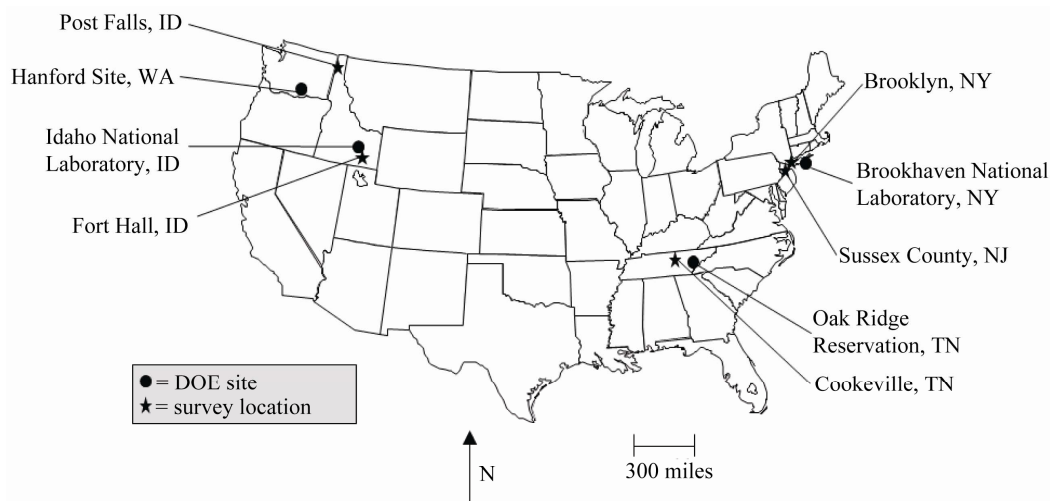 Post Falls, ID
Hanford Site, WA
Idaho National
Laboratory, ID
Fort Hall, ID
Brooklyn, NY
Brookhaven National
Laboratory, NY
Sussex County, NJ
Oak Ridge
Reservation, TN
Cookeville, TN
= DOE site
= survey location
N
300 miles